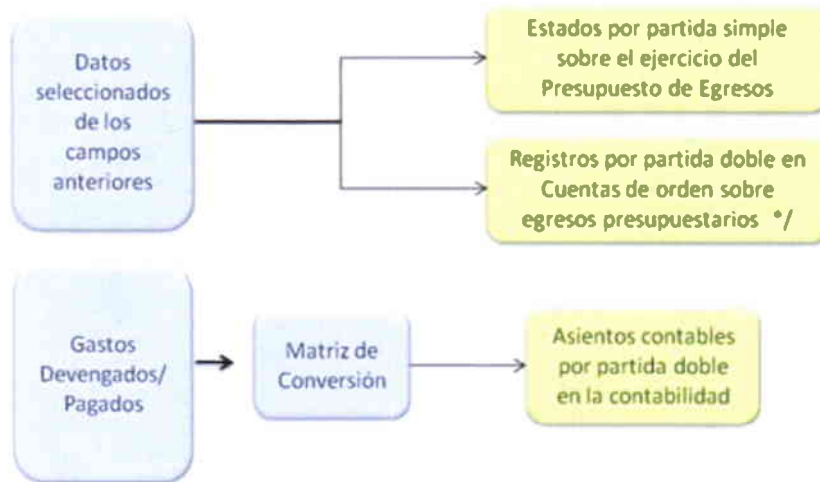 Datos
seleccionados
de los
campos
anteriores
Estados por partida simple
sobre el ejercicio del
Presupuesto de Egresos
Registros por partida doble en
Cuentas de orden sobre
egresos presupuestarios */
Gastos
Devengados/
Pagados
Matriz de
Conversión
Asientos contables
por partida doble
en la contabilidad